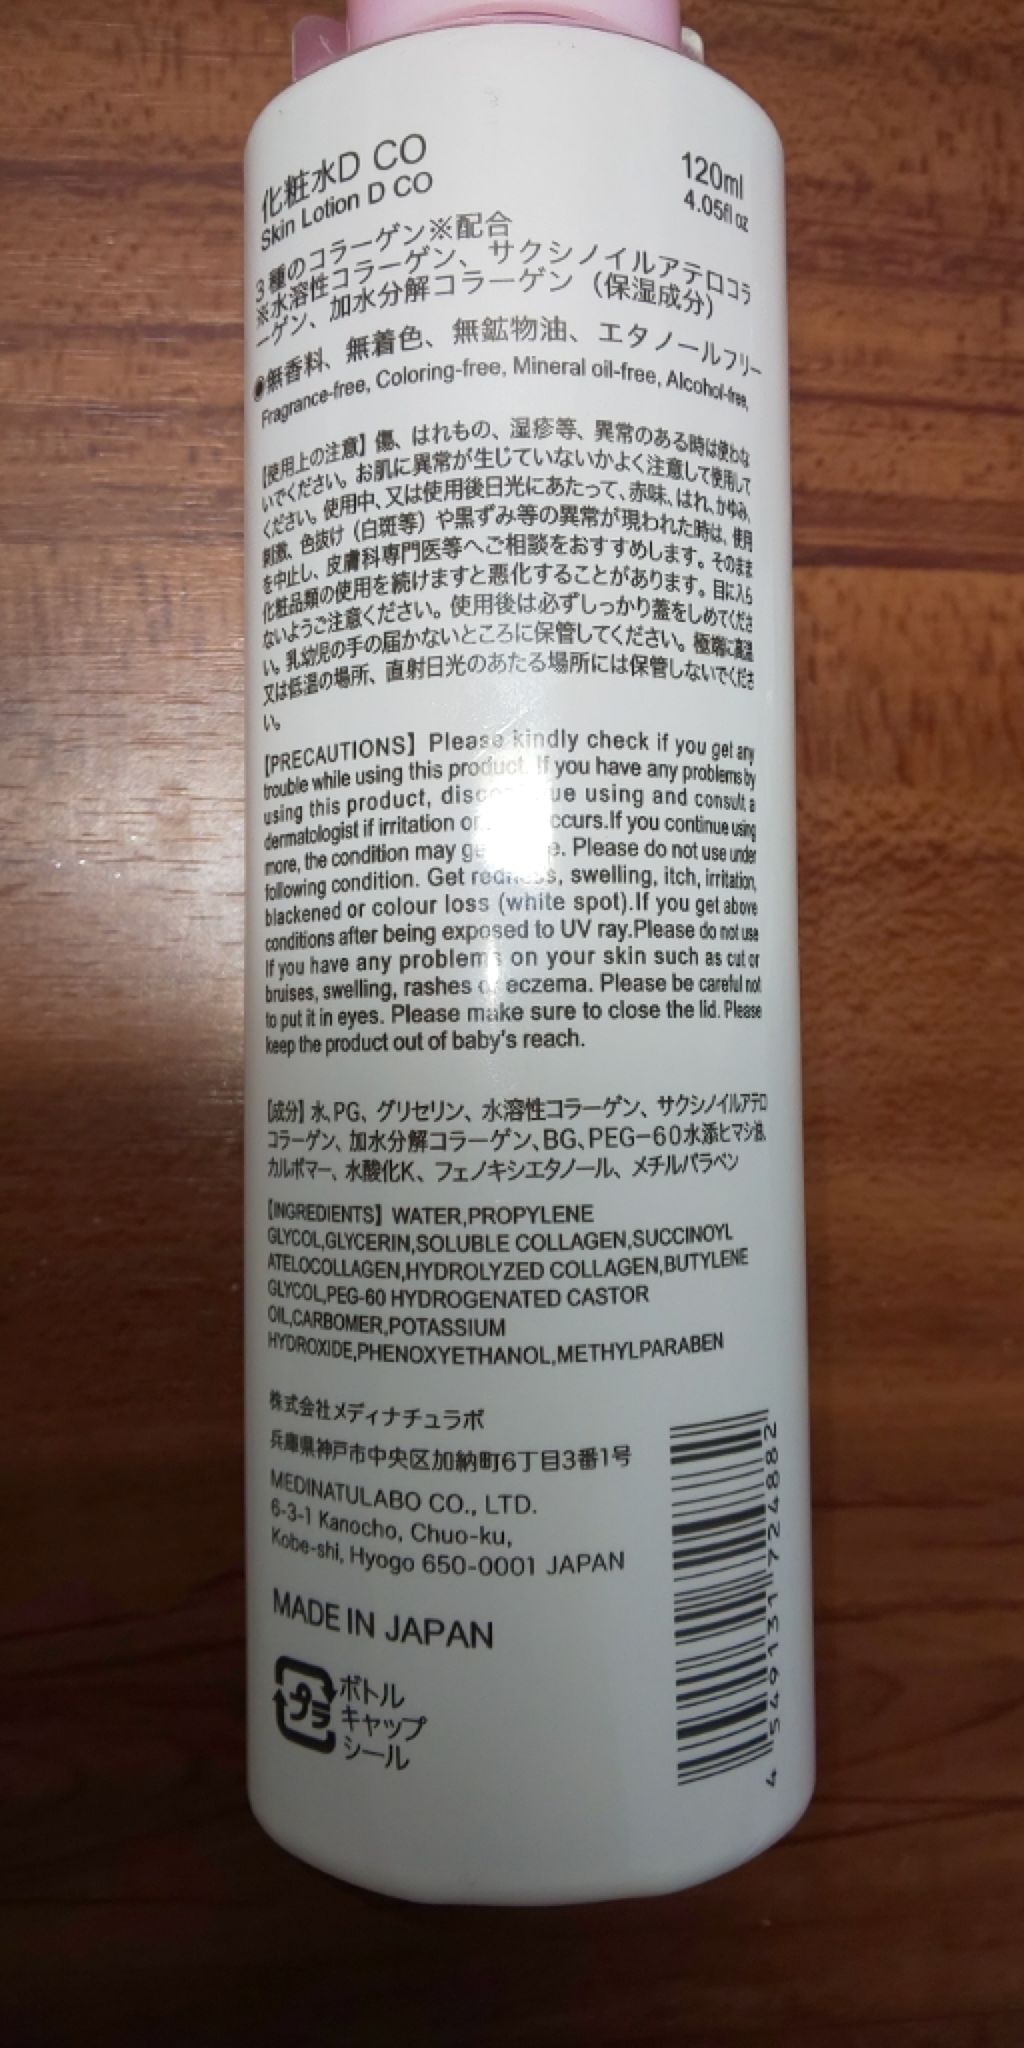 化粧水D CO
Skin Lotion D CO
120ml
4.05fl oz
3種のコラーゲン※配合
※水溶性コラーゲン、サクシノイルアテロコラ
ーゲン、加水分解コラーゲン（保湿成分）
◉無香料、無着色、無鉱物油、エタノールフリー
Fragrance-free, Coloring-free, Mineral oil-free, Alcohol-free,
【使用上の注意】傷、はれもの、湿疹等、異常のある時は使わな
いでください。お肌に異常が生じていないかよく注意して使用して
ください。使用中、又は使用後日光にあたって、赤味、はれ、かゆみ、
刺激、色抜け（白斑等）や黒ずみ等の異常が現われた時は、使用
を中止し、皮膚科専門医等へご相談をおすすめします。そのまま
化粧品類の使用を続けますと悪化することがあります。目に入ら
ないようご注意ください。使用後は必ずしっかり蓋をしめてくださ
い。乳幼児の手の届かないところに保管してください。極端に高温
又は低温の場所、直射日光のあたる場所には保管しないでくださ
い。
【PRECAUTIONS】Please kindly check if you get any
trouble while using this product. If you have any problems by
using this product, using and consult a
dermatologist if irritation
more, the condition may Please do not use under
following condition. Get redness, swelling, itch, irritation,
blackened or colour loss (white spot).If you get above
conditions after being exposed to UV ray.Please do not use
If you have any problems on your skin such as cut or
bruises, swelling, rashes or eczema. Please be careful not
to put it in eyes. Please make sure to close the lid. Please
keep the product out of baby's reach.
【成分】水、PG、グリセリン、水溶性コラーゲン、サクシノイルアテロ
コラーゲン、加水分解コラーゲン、BG、PEG-60水添ヒマシ油、
カルボマー、水酸化K、フェノキシエタノール、メチルパラベン
【INGREDIENTS】WATER,PROPYLENE
GLYCOL,GLYCERIN,SOLUBLE COLLAGEN,SUCCINOYL
ATELOCOLLAGEN,HYDROLYZED COLLAGEN,BUTYLENE
GLYCOL,PEG-60 HYDROGENATED CASTOR
OIL,CARBOMER,POTASSIUM
HYDROXIDE,PHENOXYETHANOL,METHYLPARABEN
株式会社メディナチュラボ
兵庫県神戸市中央区加納町6丁目3番1号
MEDINATULABO CO., LTD.
6-3-1 Kanocho, Chuo-ku,
Kobe-shi, Hyogo 650-0001 JAPAN
MADE IN JAPAN
プラ
ボトル
キャップ
シール
4 549131 724882